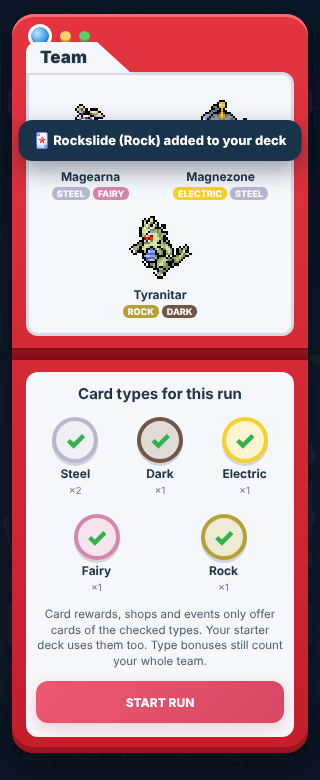 Team
Rockslide (Rock) added to your deck
Magearna
Magnezone
STEEL FAIRY
ELECTRIC STEEL
Tyranitar
ROCK DARK
Card types for this run
Steel
Dark
Electric
×2
×1
×1
Fairy
Rock
×1
×1
Card rewards, shops and events only offer
cards of the checked types. Your starter
deck uses them too. Type bonuses still count
your whole team.
START RUN